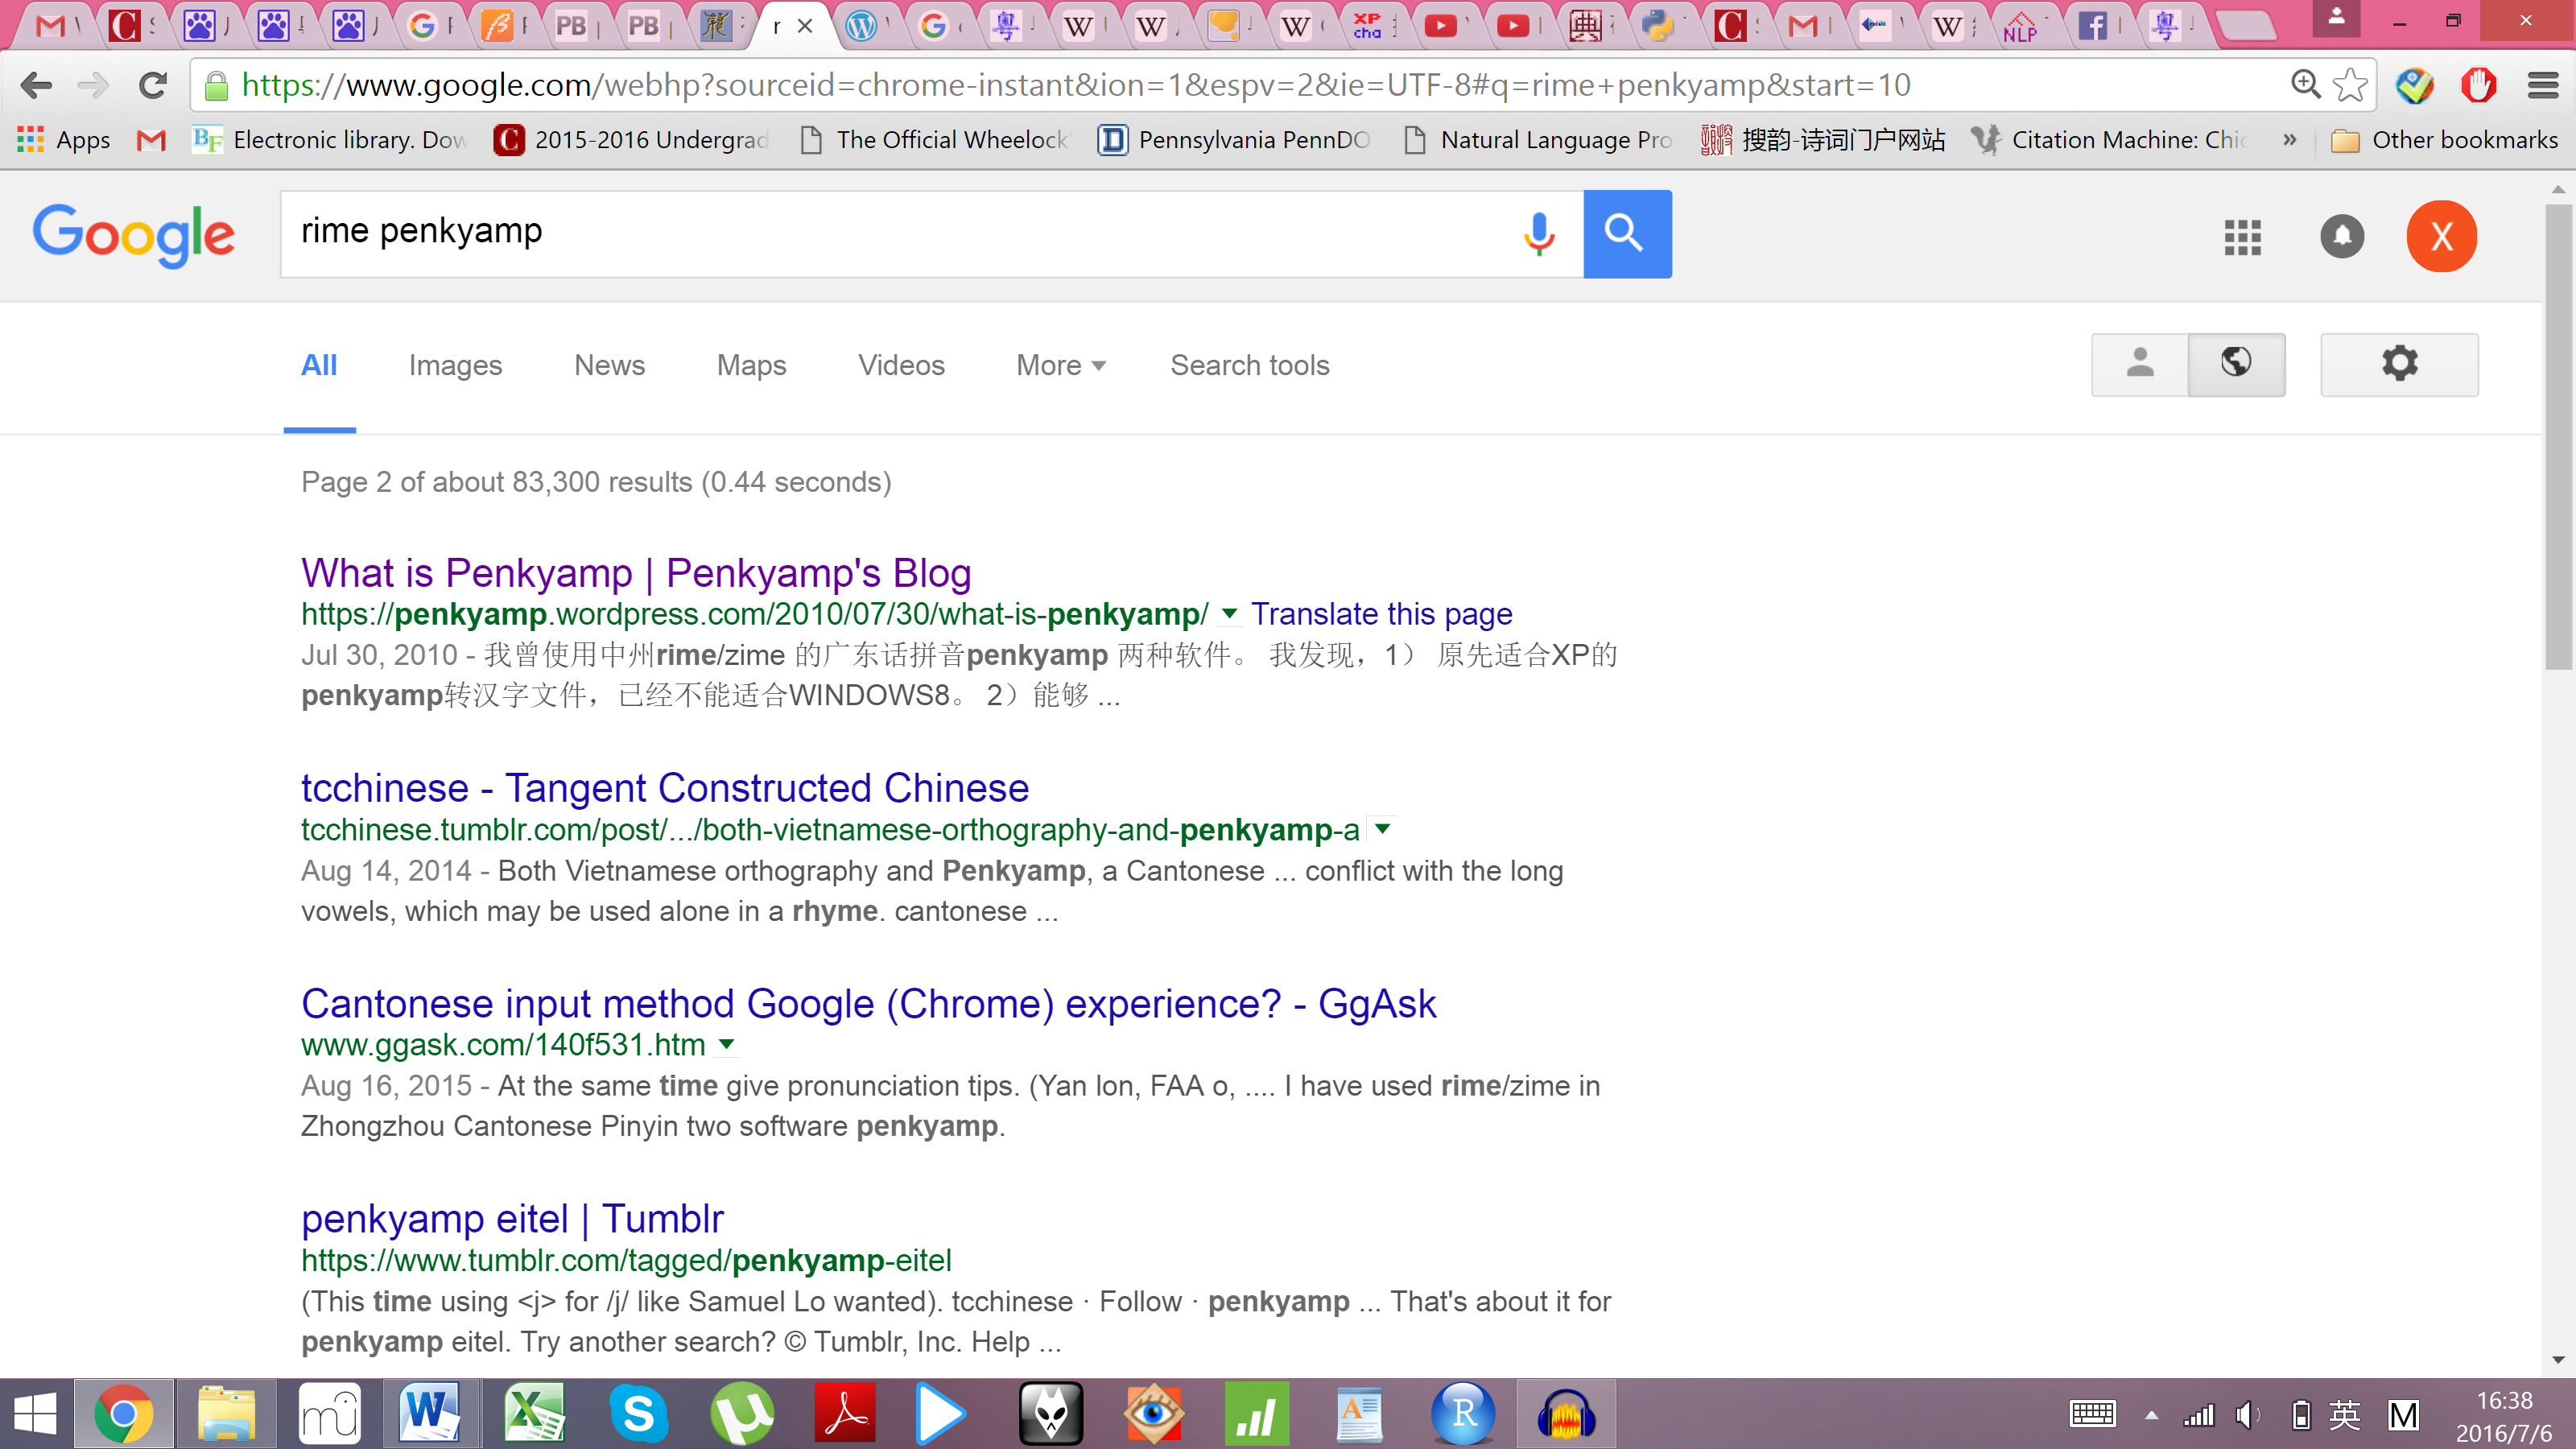 https://www.google.com/webhp?sourceid=chrome-instant&ion=1&espv=2&ie=UTF-8#q=rime+penkyamp&start=10
Apps Electronic library. Dow 2015-2016 Undergrad The Official Wheelock Pennsylvania PennDO Natural Language Pro 搜韵-诗词门户网站 Citation Machine: Chi » Other bookmarks
Google rime penkyamp X
All Images News Maps Videos More Search tools
Page 2 of about 83,300 results (0.44 seconds)
What is Penkyamp | Penkyamp's Blog
https://penkyamp.wordpress.com/2010/07/30/what-is-penkyamp/ Translate this page
Jul 30, 2010 - 我曾使用中州rime/zime 的广东话拼音penkyamp 两种软件。 我发现，1） 原先适合XP的
penkyamp转汉字文件，已经不能适合WINDOWS8。 2）能够 ...
tcchinese - Tangent Constructed Chinese
tcchinese.tumblr.com/post/.../both-vietnamese-orthography-and-penkyamp-a
Aug 14, 2014 - Both Vietnamese orthography and Penkyamp, a Cantonese ... conflict with the long
vowels, which may be used alone in a rhyme. cantonese ...
Cantonese input method Google (Chrome) experience? - GgAsk
www.ggask.com/140f531.htm
Aug 16, 2015 - At the same time give pronunciation tips. (Yan lon, FAA o, .... I have used rime/zime in
Zhongzhou Cantonese Pinyin two software penkyamp.
penkyamp eitel | Tumblr
https://www.tumblr.com/tagged/penkyamp-eitel
(This time using <j> for /j/ like Samuel Lo wanted). tcchinese · Follow · penkyamp ... That's about it for
penkyamp eitel. Try another search? © Tumblr, Inc. Help ...
英 M 16:38
2016/7/6